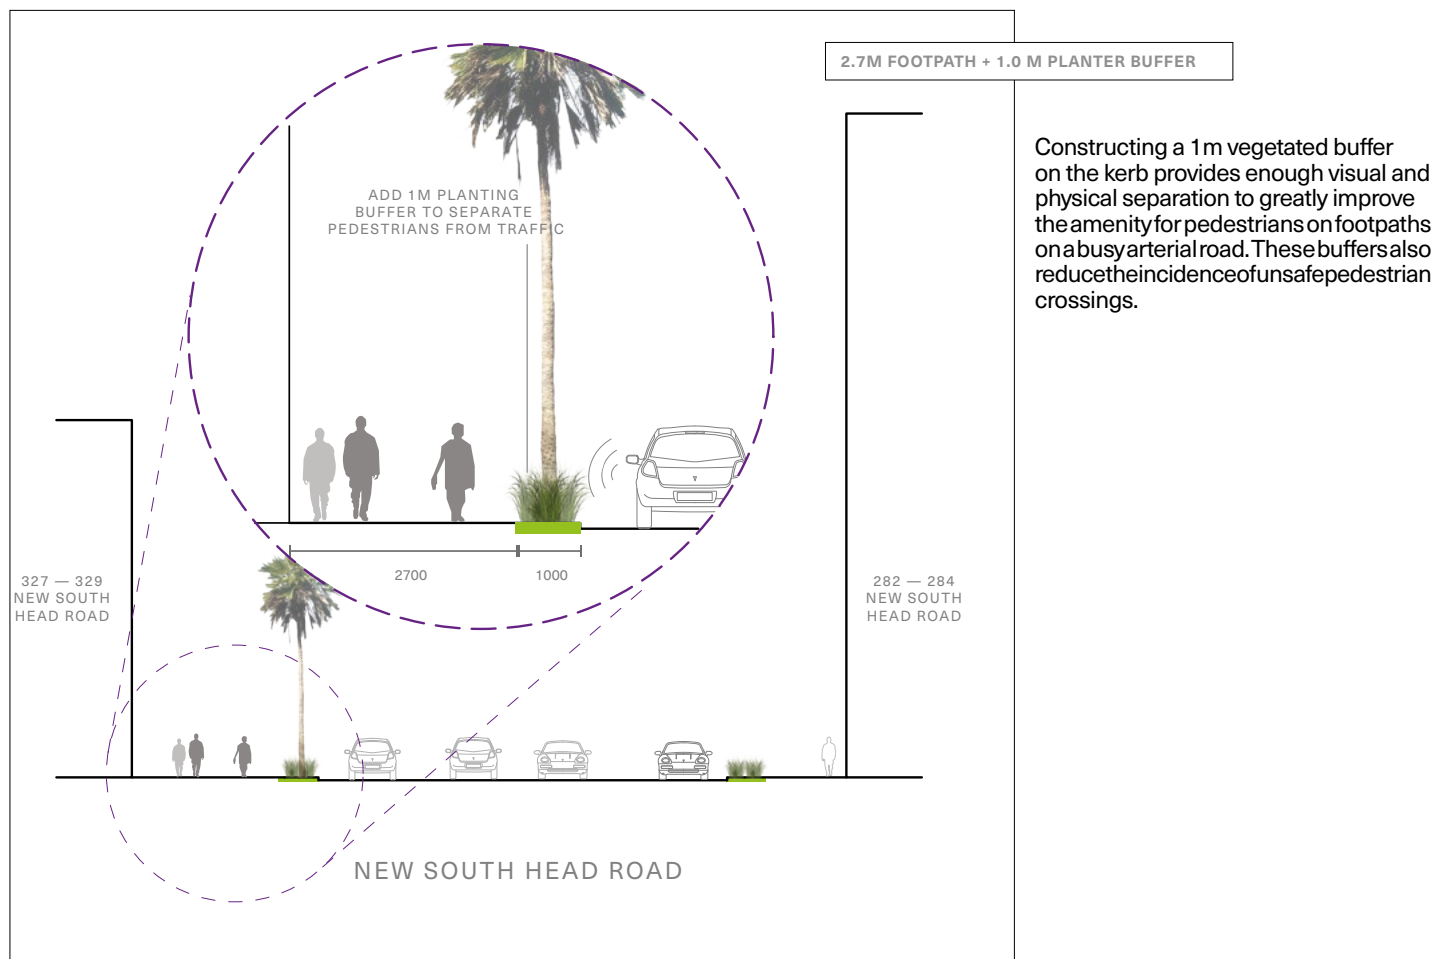 2.7M FOOTPATH + 1.0 M PLANTER BUFFER
Constructing a 1m vegetated buffer
on the kerb provides enough visual and
physical separation to greatly improve
the amenity for pedestrians on footpaths
on a busy arterial road. These buffers also
reduce the incidence of unsafe pedestrian
crossings.
ADD 1M PLANTING
BUFFER TO SEPARATE
PEDESTRIANS FROM TRAFFIC
2700
1000
327 — 329
NEW SOUTH
HEAD ROAD
282 — 284
NEW SOUTH
HEAD ROAD
NEW SOUTH HEAD ROAD